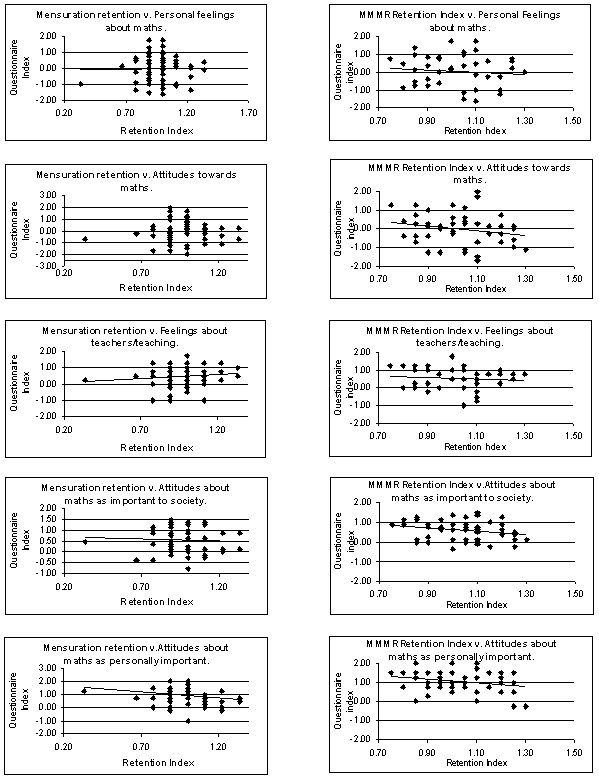 Mensuration retention v. Personal feelings
about maths.
Questionnaire
Index
2.00
1.00
0.00
-1.00
-2.00
0.20 0.70 1.20 1.70
Retention Index
MMMR Retention Index v. Personal Feelings
about maths.
Questionnaire
index
2.00
1.00
0.00
-1.00
-2.00
0.70 0.90 1.10 1.30 1.50
Retention Index
Mensuration retention v. Attitudes towards
maths.
Questionnaire
Index
3.00
2.00
1.00
0.00
-1.00
-2.00
-3.00
0.20 0.70 1.20
Retention Index
MMMR Retention Index v. Attitudes towards
maths.
Questionnaire
index
2.00
1.00
0.00
-1.00
-2.00
0.70 0.90 1.10 1.30 1.50
Retention Index
Mensuration retention v. Feelings about
teachers/teaching.
Questionnaire
Index
2.00
1.00
0.00
-1.00
-2.00
0.20 0.70 1.20
Retention Index
MMMR Retention Index v. Feelings about
teachers/teaching.
Questionnaire
index
2.00
1.00
0.00
-1.00
-2.00
0.70 0.90 1.10 1.30 1.50
Retention Index
Mensuration retention v. Attitudes about
maths as important to society.
Questionnaire
Index
2.00
1.50
1.00
0.50
0.00
-0.50
-1.00
0.20 0.70 1.20
Retention Index
MMMR Retention Index v. Attitudes about
maths as important to society.
Questionnaire
index
2.00
1.00
0.00
-1.00
-2.00
0.70 0.90 1.10 1.30 1.50
Retention Index
Mensuration retention v. Attitudes about
maths as personally important.
Questionnaire
Index
3.00
2.00
1.00
0.00
-1.00
-2.00
0.20 0.70 1.20
Retention Index
MMMR Retention Index v. Attitudes about
maths as personally important.
Questionnaire
index
2.00
1.00
0.00
-1.00
-2.00
0.70 0.90 1.10 1.30 1.50
Retention Index